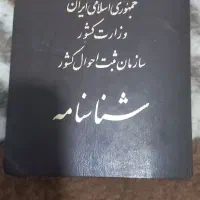 جمهوری اسلامی ایران
وزارت کشور
سازمان ثبت احوال کشور
شناسنامه